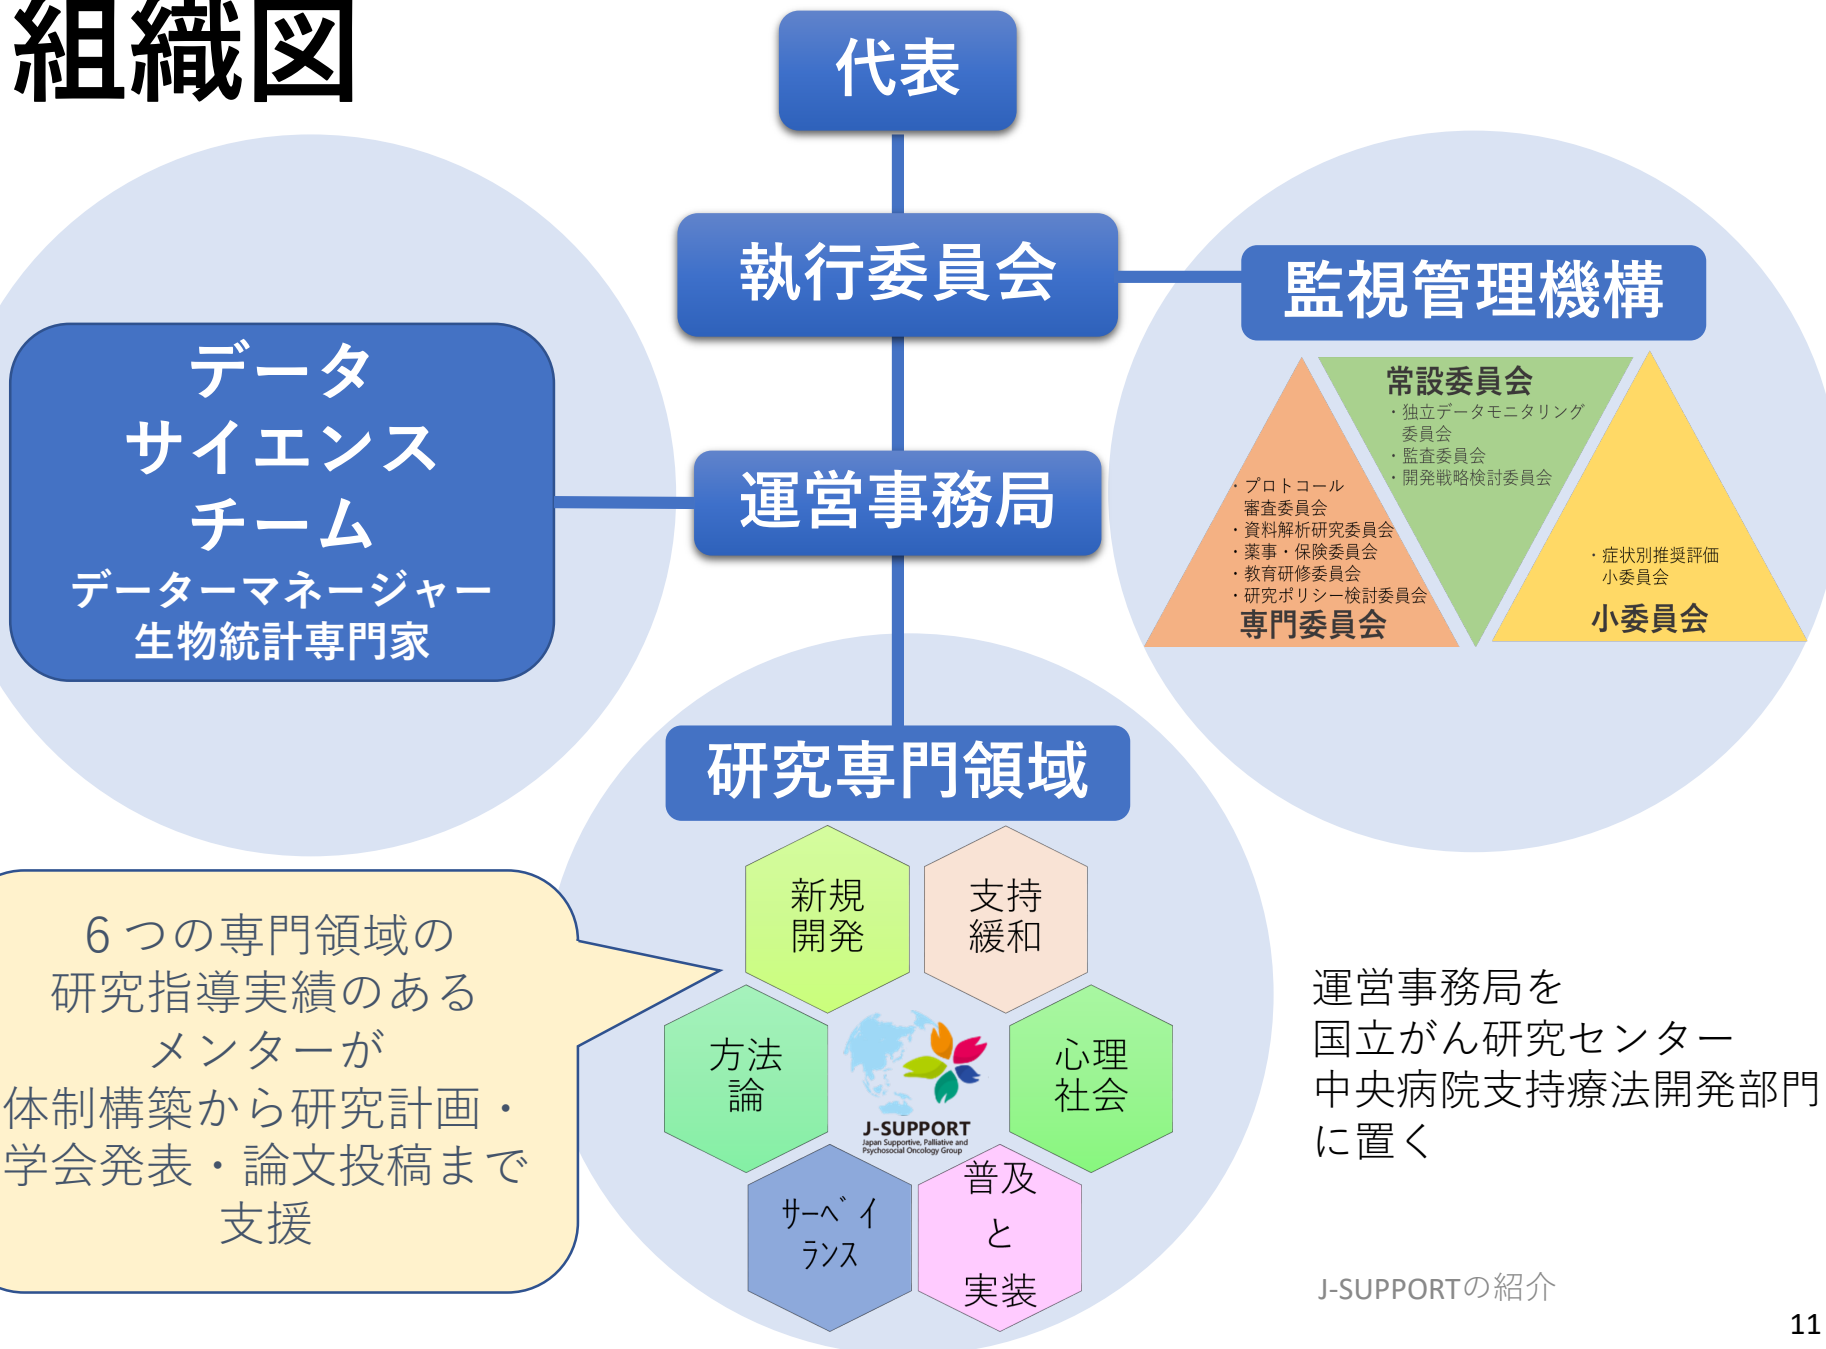 組織図
代表
執行委員会
監視管理機構
データ
サイエンス
チーム
データーマネージャー
生物統計専門家
運営事務局
・プロトコール
審査委員会
・資料解析研究委員会
・薬事・保険委員会
・教育研修委員会
・研究ポリシー検討委員会
専門委員会
常設委員会
・独立データモニタリング
委員会
・監査委員会
・開発戦略検討委員会
・症状別推奨評価
小委員会
小委員会
研究専門領域
新規
開発
支持
緩和
方法
論
心理
社会
サーベイ
ランス
普及
と
実装
J-SUPPORT
Japan Supportive, Palliative and
Psychosocial Oncology Group
6つの専門領域の
研究指導実績のある
メンターが
体制構築から研究計画・
学会発表・論文投稿まで
支援
運営事務局を
国立がん研究センター
中央病院支持療法開発部門
に置く
J-SUPPORTの紹介
11